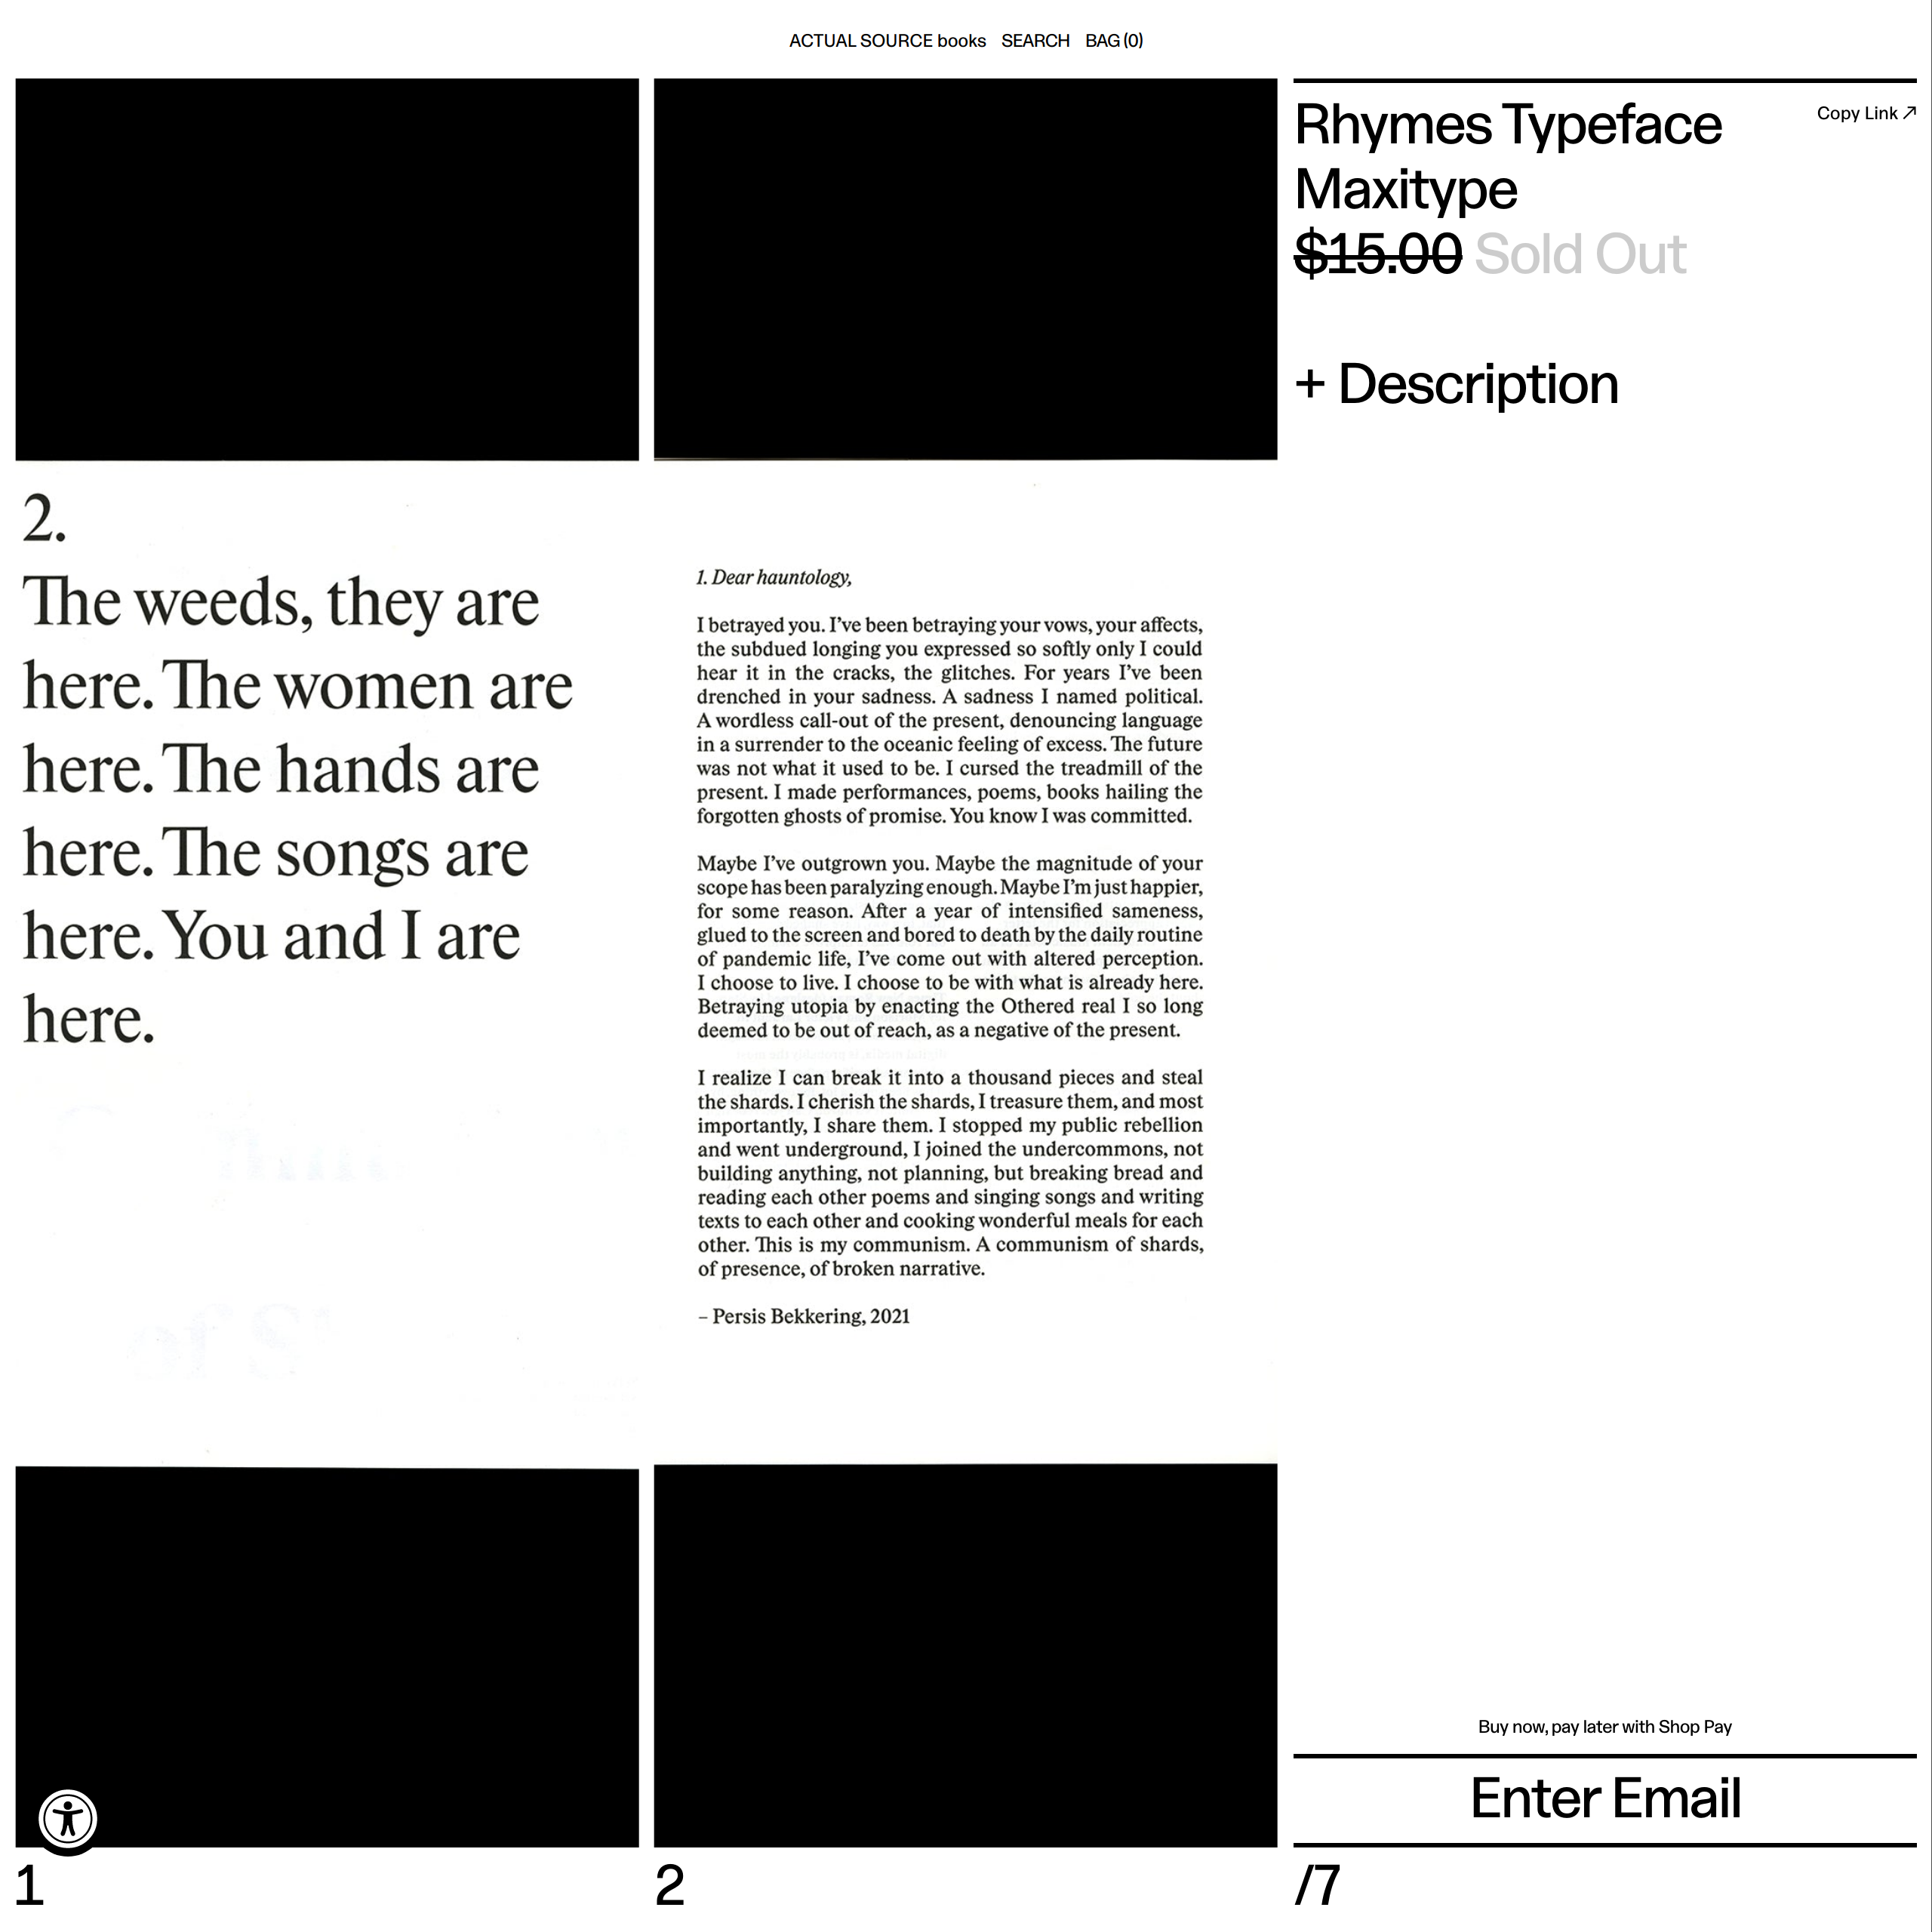 ACTUAL SOURCE books SEARCH BAG (0)
Rhymes Typeface
Copy Link ↗
Maxitype
$15.00 Sold Out
+ Description
2.
The weeds, they are
here. The women are
here. The hands are
here. The songs are
here. You and I are
here.
1. Dear hauntology,
I betrayed you. I’ve been betraying your vows, your affects,
the subdued longing you expressed so softly only I could
hear it in the cracks, the glitches. For years I’ve been
drenched in your sadness. A sadness I named political.
A wordless call-out of the present, denouncing language
in a surrender to the oceanic feeling of excess. The future
was not what it used to be. I cursed the treadmill of the
present. I made performances, poems, books hailing the
forgotten ghosts of promise. You know I was committed.
Maybe I’ve outgrown you. Maybe the magnitude of your
scope has been paralyzing enough. Maybe I’m just happier,
for some reason. After a year of intensified sameness,
glued to the screen and bored to death by the daily routine
of pandemic life, I’ve come out with altered perception.
I choose to live. I choose to be with what is already here.
Betraying utopia by enacting the Othered real I so long
deemed to be out of reach, as a negative of the present.
I realize I can break it into a thousand pieces and steal
the shards. I cherish the shards, I treasure them, and most
importantly, I share them. I stopped my public rebellion
and went underground, I joined the undercommons, not
building anything, not planning, but breaking bread and
reading each other poems and singing songs and writing
texts to each other and cooking wonderful meals for each
other. This is my communism. A communism of shards,
of presence, of broken narrative.
– Persis Bekkering, 2021
Buy now, pay later with Shop Pay
Enter Email
1
2
/7